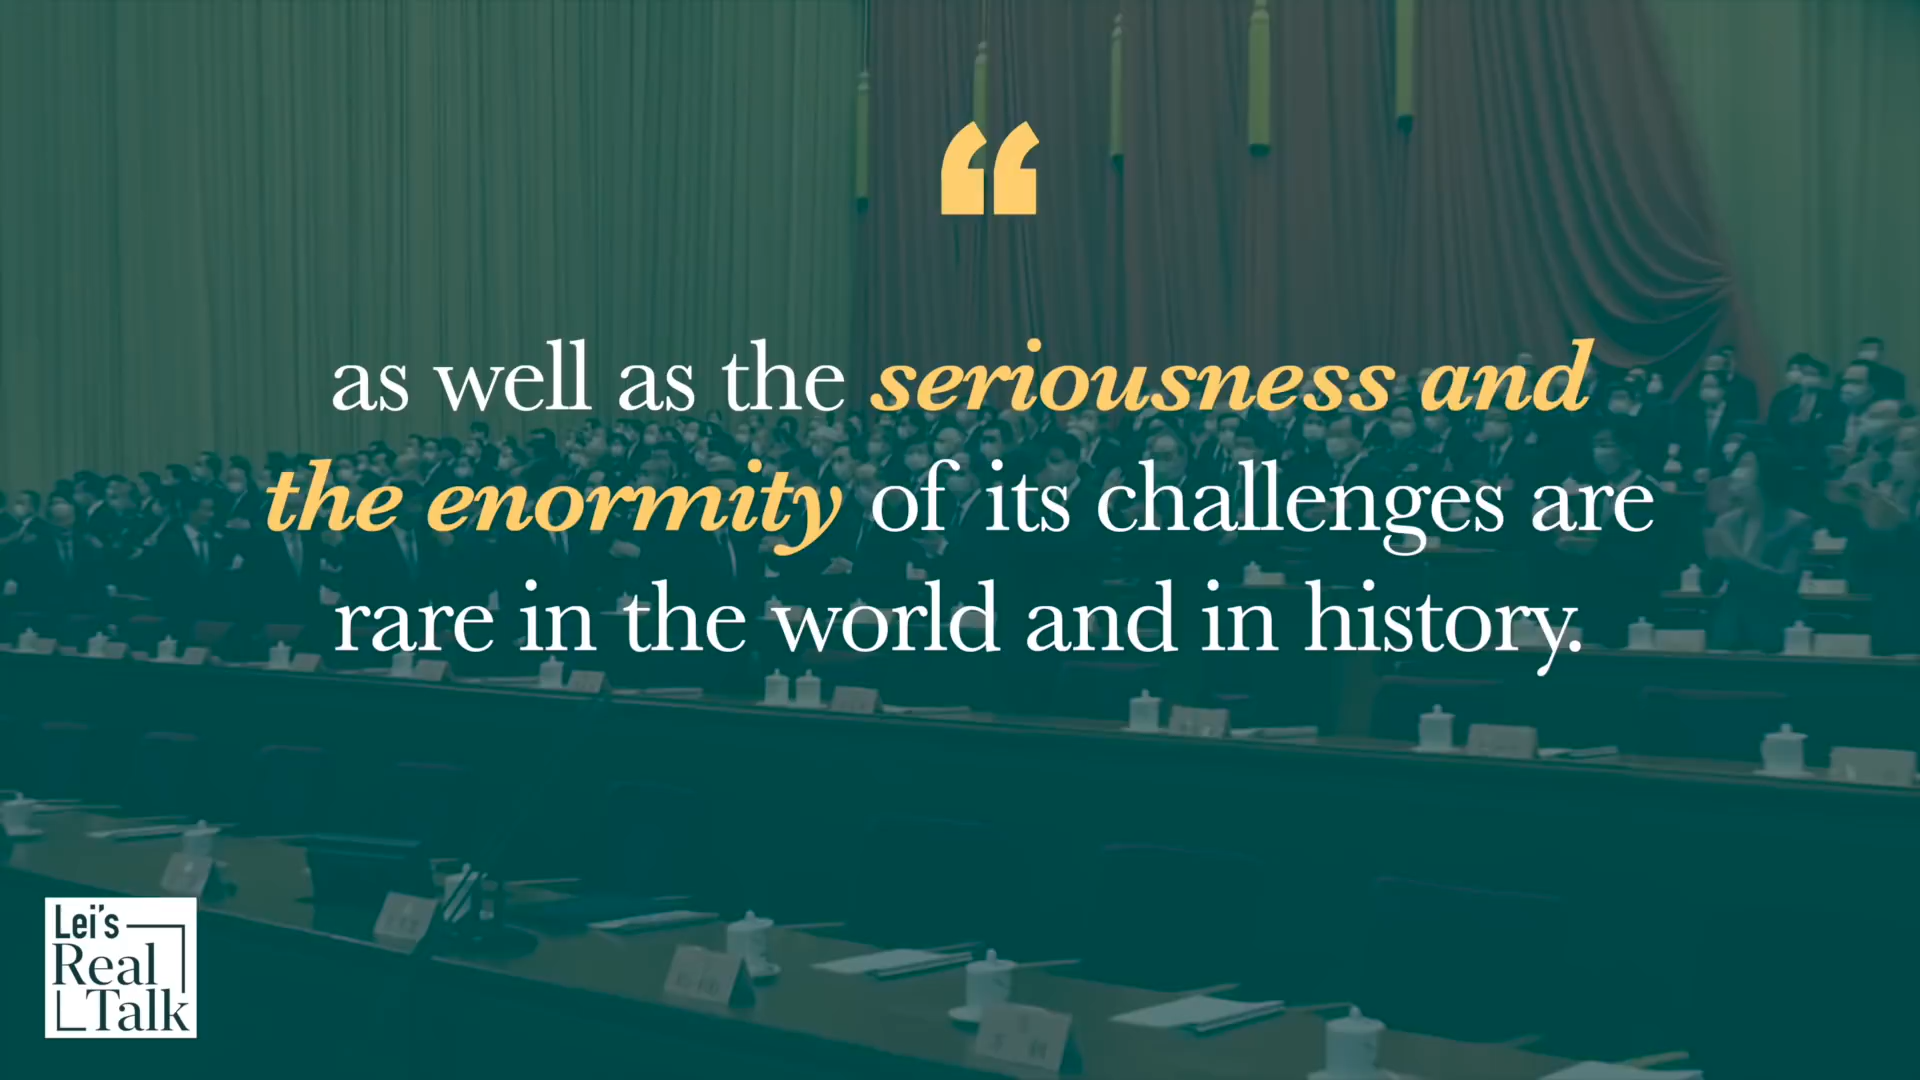 “
as well as the seriousness and
the enormity of its challenges are
rare in the world and in history.
Lei's
Real
Talk